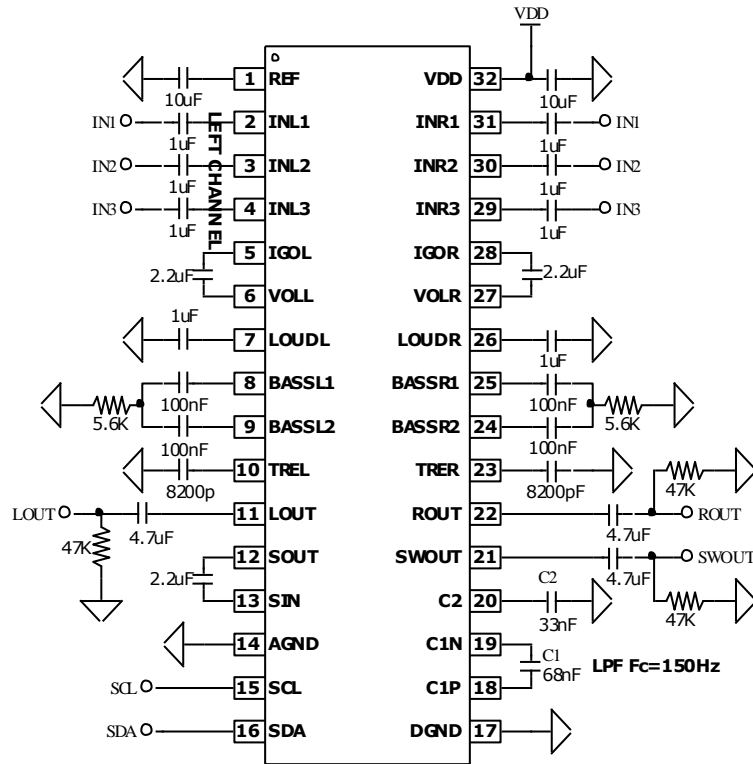 VDD
1 REF VDD 32
10uF 10uF
IN1 2 INL1 INR1 31 IN1
1uF 1uF
IN2 3 INL2 INR2 30 IN2
1uF 1uF
IN3 4 INL3 INR3 29 IN3
1uF 1uF
LEFT CHANNEL
5 IGOL IGOR 28
2.2uF 2.2uF
6 VOLL VOLR 27
1uF
7 LOUDL LOUDR 26
1uF
8 BASSL1 BASSR1 25
100nF 100nF
5.6K 5.6K
9 BASSL2 BASSR2 24
100nF 100nF
10 TREL TRER 23
8200p 8200pF
47K
LOUT 11 LOUT ROUT 22 ROUT
4.7uF 4.7uF
47K
12 SOUT SWOUT 21 SWOUT
2.2uF 4.7uF
C2
13 SIN C2 20
33nF 47K
14 AGND C1N 19
C1
68nF LPF Fc=150Hz
SCL 15 SCL C1P 18
SDA 16 SDA DGND 17